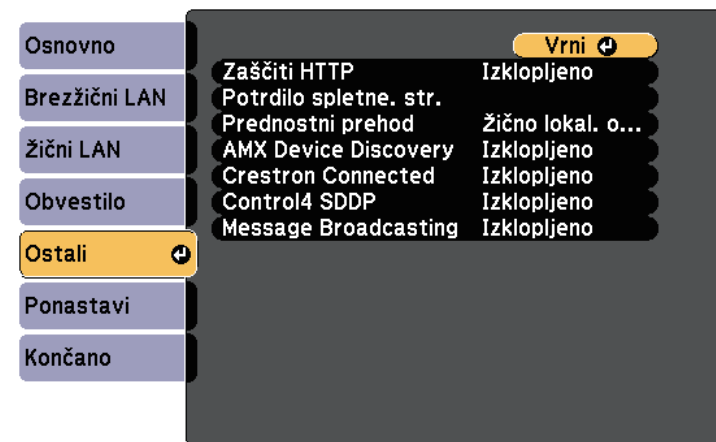 Osnovno
Brezžični LAN
Žični LAN
Obvestilo
Ostali
Ponastavi
Končano
Vrni
Zaščiti HTTP Izklopljeno
Potrdilo spletne. str.
Prednostni prehod Žično lokal. o...
AMX Device Discovery Izklopljeno
Crestron Connected Izklopljeno
Control4 SDDP Izklopljeno
Message Broadcasting Izklopljeno